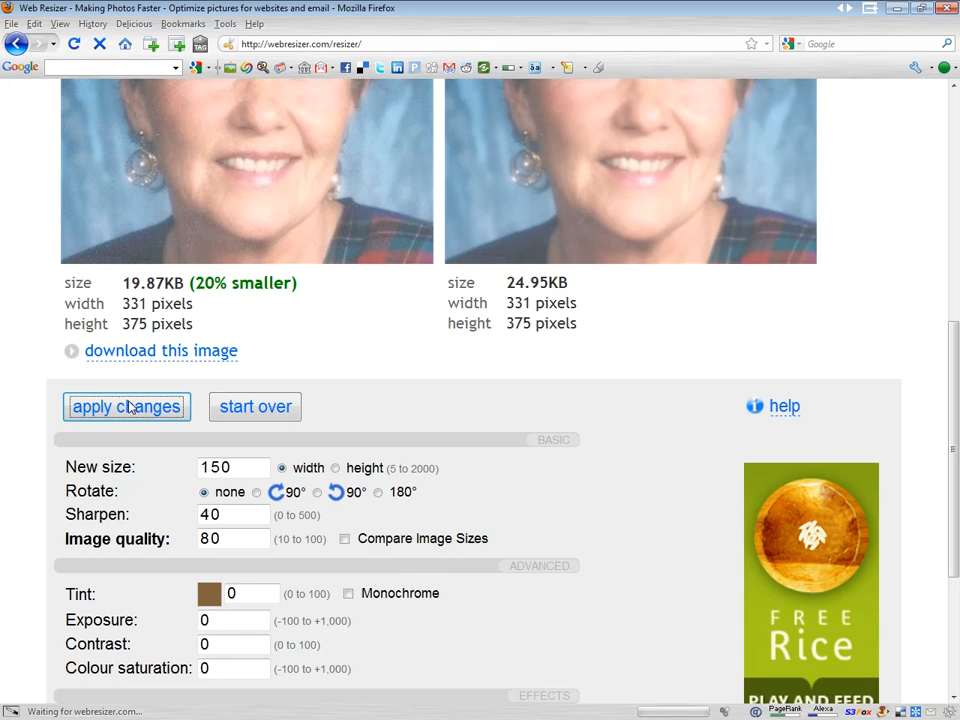 Web Resizer - Making Photos Faster - Optimize pictures for websites and email - Mozilla Firefox
File Edit View History Delicious Bookmarks Tools Help
http://webresizer.com/resizer/
Google
Google
size 19.87KB (20% smaller)
width 331 pixels
height 375 pixels
download this image
size 24.95KB
width 331 pixels
height 375 pixels
apply changes start over
help
BASIC
New size: 150 width height (5 to 2000)
Rotate: none 90° 90° 180°
Sharpen: 40 (0 to 500)
Image quality: 80 (10 to 100) Compare Image Sizes
ADVANCED
Tint: 0 (0 to 100) Monochrome
Exposure: 0 (-100 to +1,000)
Contrast: 0 (0 to 100)
Colour saturation: 0 (-100 to +1,000)
EFFECTS
FREE
Rice
PLAY AND FEED
Waiting for webresizer.com...
PageRank Alexa S3Fox